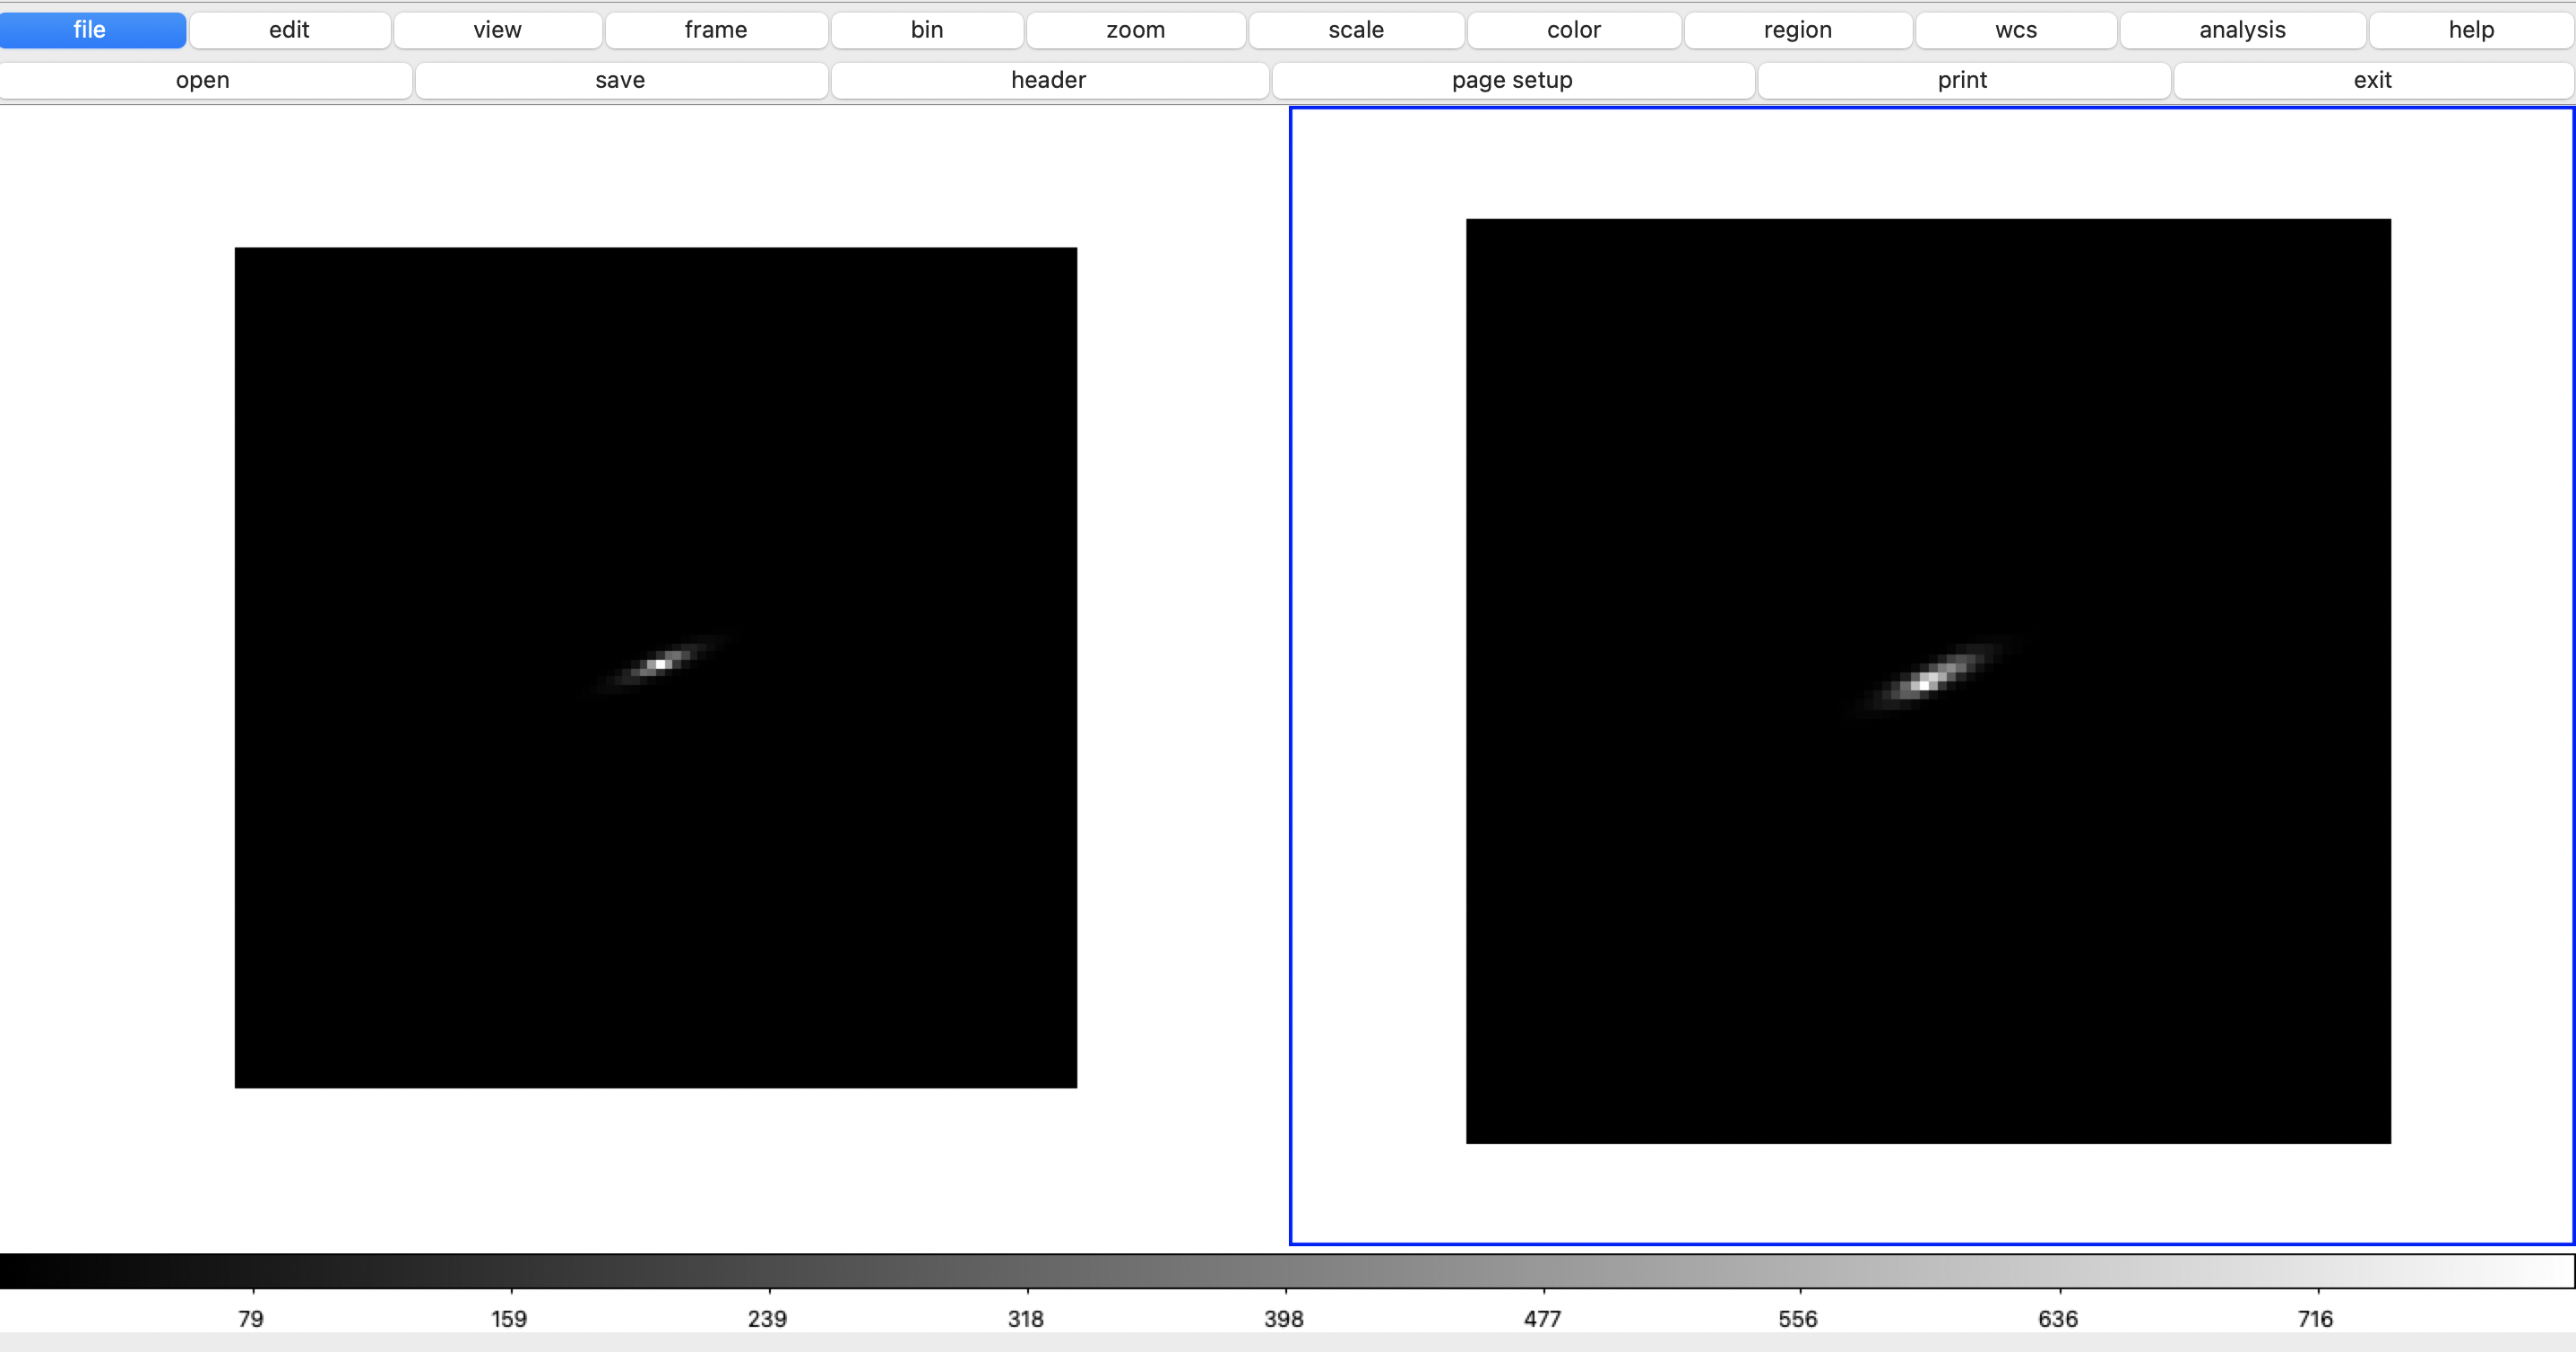 file edit view frame bin zoom scale color region wcs analysis help
open save header page setup print exit
79 159 239 318 398 477 556 636 716